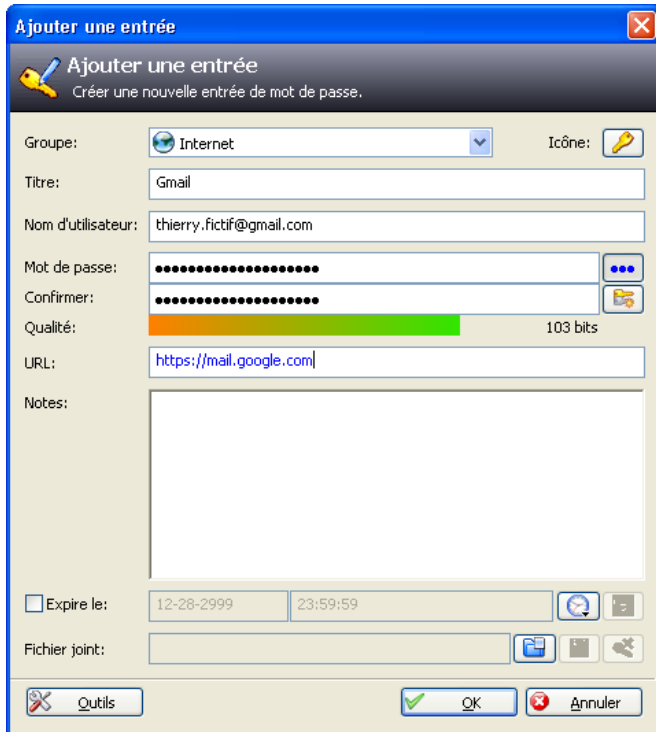 Ajouter une entrée
Ajouter une entrée
Créer une nouvelle entrée de mot de passe.
Groupe: Internet Icône:
Titre: Gmail
Nom d'utilisateur: thierry.fictif@gmail.com
Mot de passe: ●●●●●●●●●●●●●●●●●●●●
Confirmer: ●●●●●●●●●●●●●●●●●●●●
Qualité: 103 bits
URL: https://mail.google.com
Notes:
Expire le: 12-28-2999 23:59:59
Fichier joint:
Outils OK Annuler